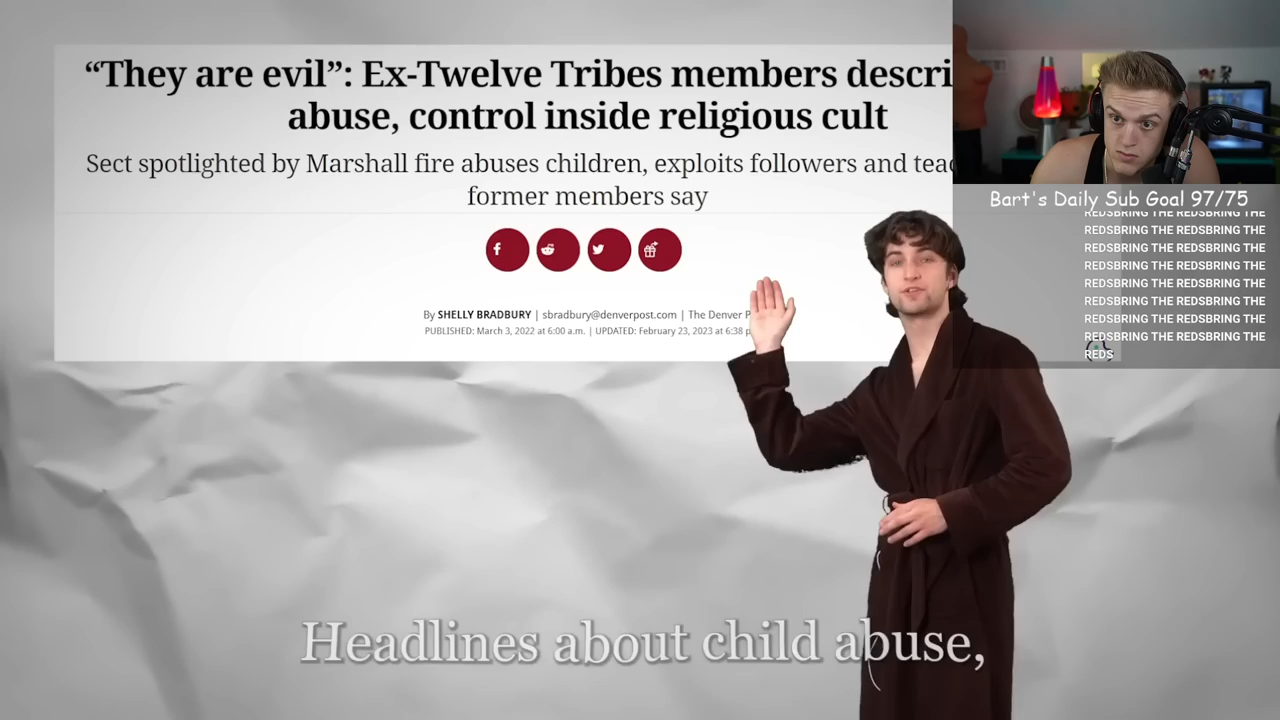 “They are evil”: Ex-Twelve Tribes members descri
abuse, control inside religious cult
Sect spotlighted by Marshall fire abuses children, exploits followers and teac
former members say
By SHELLY BRADBURY | sbradbury@denverpost.com | The Denver P
PUBLISHED: March 3, 2022 at 6:00 a.m. | UPDATED: February 23, 2023 at 6:38 p
Bart's Daily Sub Goal 97/75
REDSBRING THE REDSBRING THE
REDSBRING THE REDSBRING THE
REDSBRING THE REDSBRING THE
REDSBRING THE REDSBRING THE
REDSBRING THE REDSBRING THE
REDSBRING THE REDSBRING THE
REDSBRING THE REDSBRING THE
REDSBRING THE REDSBRING THE
REDS
Headlines about child abuse,